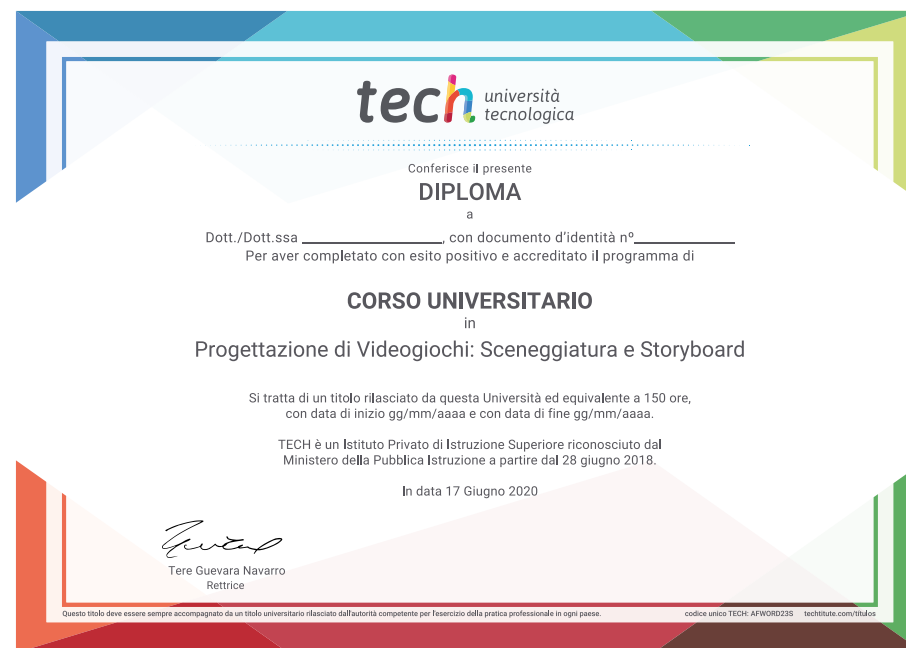 tech università
tecnologica
Conferisce il presente
DIPLOMA
a
Dott./Dott.ssa ____________________, con documento d'identità nº______________
Per aver completato con esito positivo e accreditato il programma di
CORSO UNIVERSITARIO
in
Progettazione di Videogiochi: Sceneggiatura e Storyboard
Si tratta di un titolo rilasciato da questa Università ed equivalente a 150 ore,
con data di inizio gg/mm/aaaa e con data di fine gg/mm/aaaa.
TECH è un Istituto Privato di Istruzione Superiore riconosciuto dal
Ministero della Pubblica Istruzione a partire dal 28 giugno 2018.
In data 17 Giugno 2020
Tere Guevara Navarro
Rettrice
Questo titolo deve essere sempre accompagnato da un titolo universitario rilasciato dall'autorità competente per l'esercizio della pratica professionale in ogni paese. codice unico TECH: AFWORD23S techtitute.com/títulos